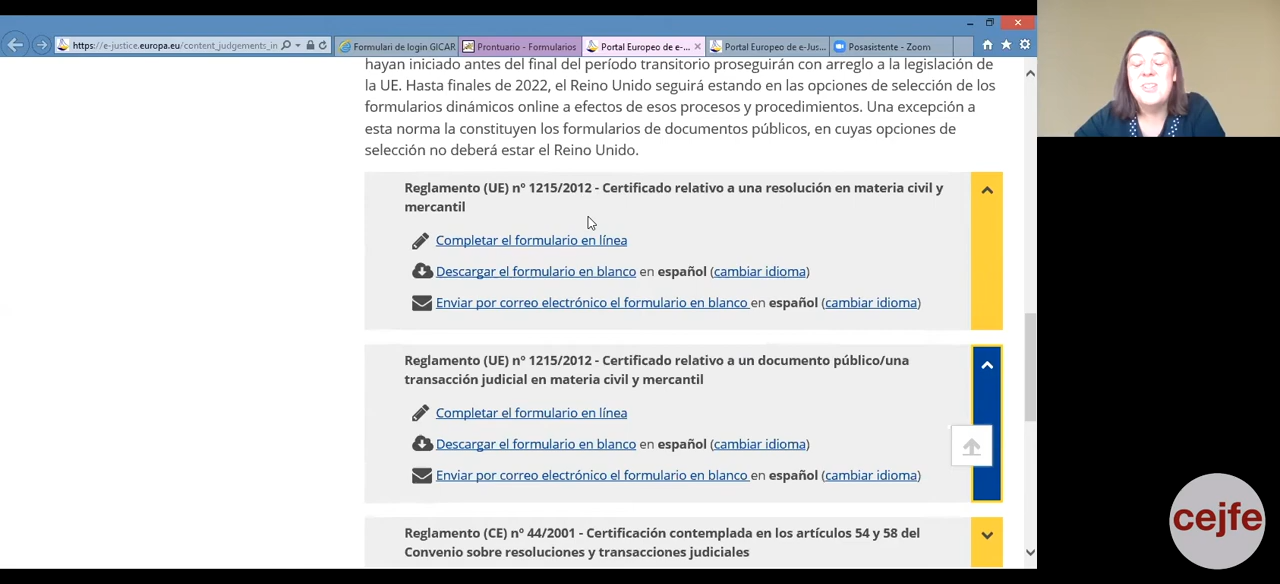 https://e-justice.europa.eu/content_judgements_in
Formulari de login GICAR
Prontuario - Formularios
Portal Europeo de e-...
Portal Europeo de e-Jus...
Posasistente - Zoom
hayan iniciado antes del final del período transitorio proseguirán con arreglo a la legislación de
la UE. Hasta finales de 2022, el Reino Unido seguirá estando en las opciones de selección de los
formularios dinámicos online a efectos de esos procesos y procedimientos. Una excepción a
esta norma la constituyen los formularios de documentos públicos, en cuyas opciones de
selección no deberá estar el Reino Unido.
Reglamento (UE) nº 1215/2012 - Certificado relativo a una resolución en materia civil y
mercantil
Completar el formulario en línea
Descargar el formulario en blanco en español (cambiar idioma)
Enviar por correo electrónico el formulario en blanco en español (cambiar idioma)
Reglamento (UE) nº 1215/2012 - Certificado relativo a un documento público/una
transacción judicial en materia civil y mercantil
Completar el formulario en línea
Descargar el formulario en blanco en español (cambiar idioma)
Enviar por correo electrónico el formulario en blanco en español (cambiar idioma)
Reglamento (CE) nº 44/2001 - Certificación contemplada en los artículos 54 y 58 del
Convenio sobre resoluciones y transacciones judiciales
cejfe